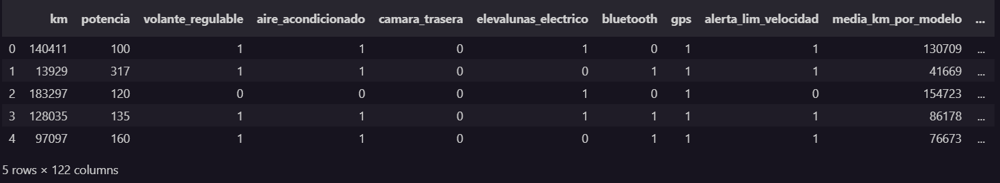 km potencia volante_regulable aire_acondicionado camara_trasera elevalunas_electrico bluetooth gps alerta_lim_velocidad media_km_por_modelo ...
0 140411 100 1 1 0 1 0 1 1 130709 ...
1 13929 317 1 1 0 0 1 1 1 41669 ...
2 183297 120 0 0 0 1 0 1 0 154723 ...
3 128035 135 1 1 0 1 1 1 1 86178 ...
4 97097 160 1 1 0 0 1 1 1 76673 ...
5 rows × 122 columns